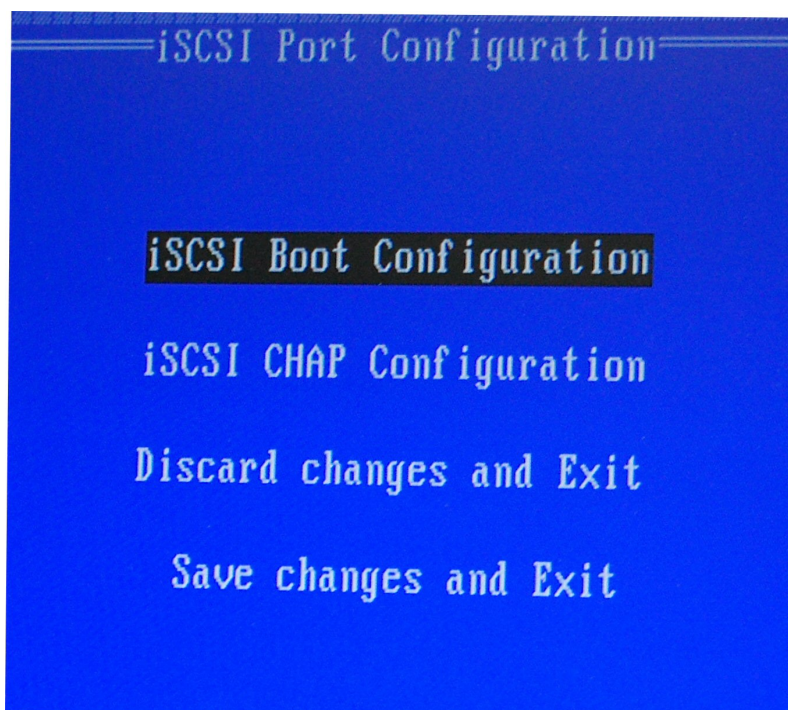 iSCSI Port Configuration
iSCSI Boot Configuration
iSCSI CHAP Configuration
Discard changes and Exit
Save changes and Exit